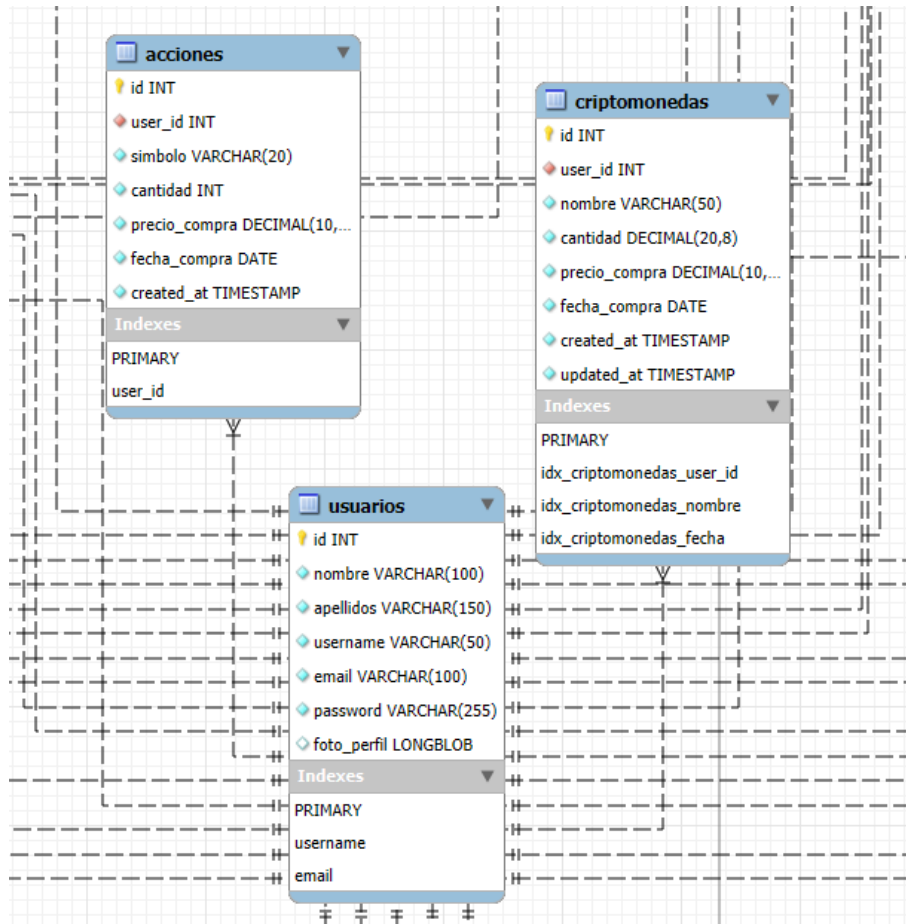 acciones
id INT
user_id INT
simbolo VARCHAR(20)
cantidad INT
precio_compra DECIMAL(10,...
fecha_compra DATE
created_at TIMESTAMP
Indexes
PRIMARY
user_id
criptomonedas
id INT
user_id INT
nombre VARCHAR(50)
cantidad DECIMAL(20,8)
precio_compra DECIMAL(10,...
fecha_compra DATE
created_at TIMESTAMP
updated_at TIMESTAMP
Indexes
PRIMARY
idx_criptomonedas_user_id
idx_criptomonedas_nombre
idx_criptomonedas_fecha
usuarios
id INT
nombre VARCHAR(100)
apellidos VARCHAR(150)
username VARCHAR(50)
email VARCHAR(100)
password VARCHAR(255)
foto_perfil LONGBLOB
Indexes
PRIMARY
username
email